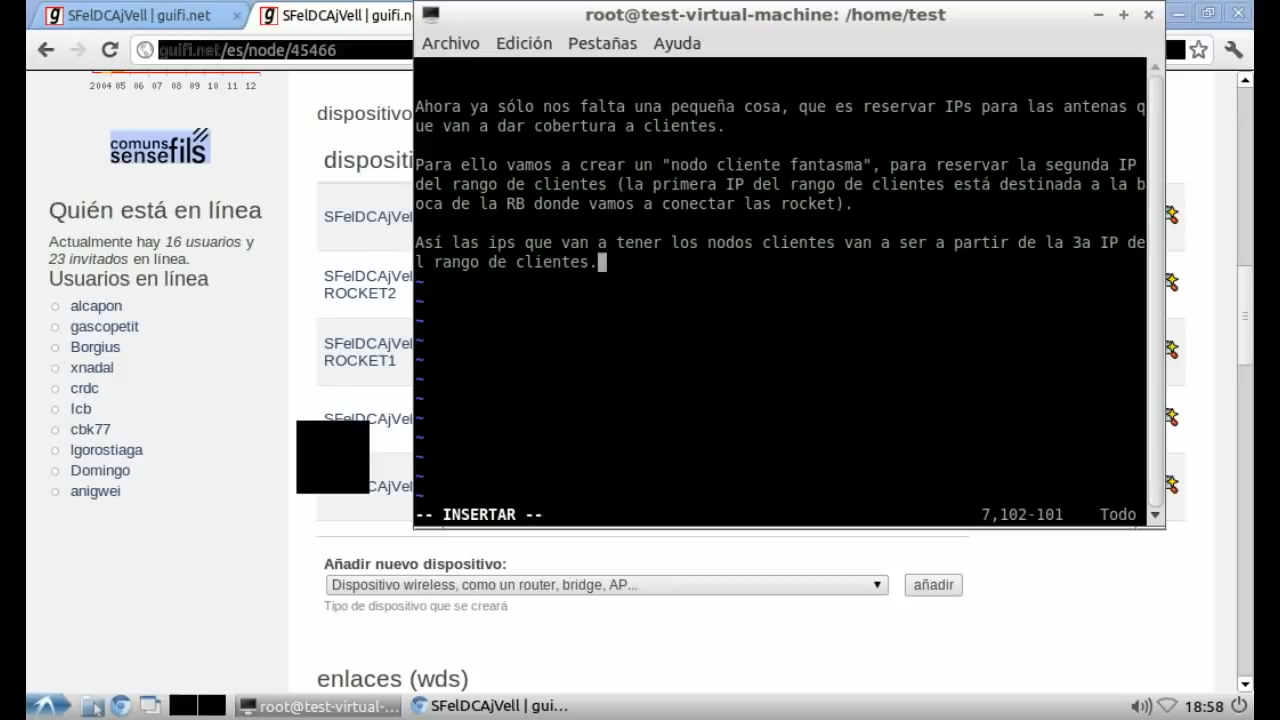 SFelDCAjVell | guifi.net
SFelDCAjVell | guifi.n
root@test-virtual-machine: /home/test
guifi.net/es/node/45466
Archivo Edición Pestañas Ayuda
2004 05 06 07 08 09 10 11 12
comuns
sensefils
Quién está en línea
Actualmente hay 16 usuarios y
23 invitados en línea.
Usuarios en línea
alcapon
gascopetit
Borgius
xnadal
crdc
lcb
cbk77
lgorostiaga
Domingo
anigwei
dispositivo
dispositi
SFelDCAjVel
SFelDCAjVel
ROCKET2
SFelDCAjVel
ROCKET1
SFelDCAjVel
CAjVel
Ahora ya sólo nos falta una pequeña cosa, que es reservar IPs para las antenas q
ue van a dar cobertura a clientes.
Para ello vamos a crear un "nodo cliente fantasma", para reservar la segunda IP
del rango de clientes (la primera IP del rango de clientes está destinada a la b
oca de la RB donde vamos a conectar las rocket).
Así las ips que van a tener los nodos clientes van a ser a partir de la 3a IP de
l rango de clientes.
~
~
~
~
~
~
~
~
~
~
~
~
-- INSERTAR -- 7,102-101 Todo
Añadir nuevo dispositivo:
Dispositivo wireless, como un router, bridge, AP... añadir
Tipo de dispositivo que se creará
enlaces (wds)
root@test-virtual-... SFelDCAjVell | gui... 18:58